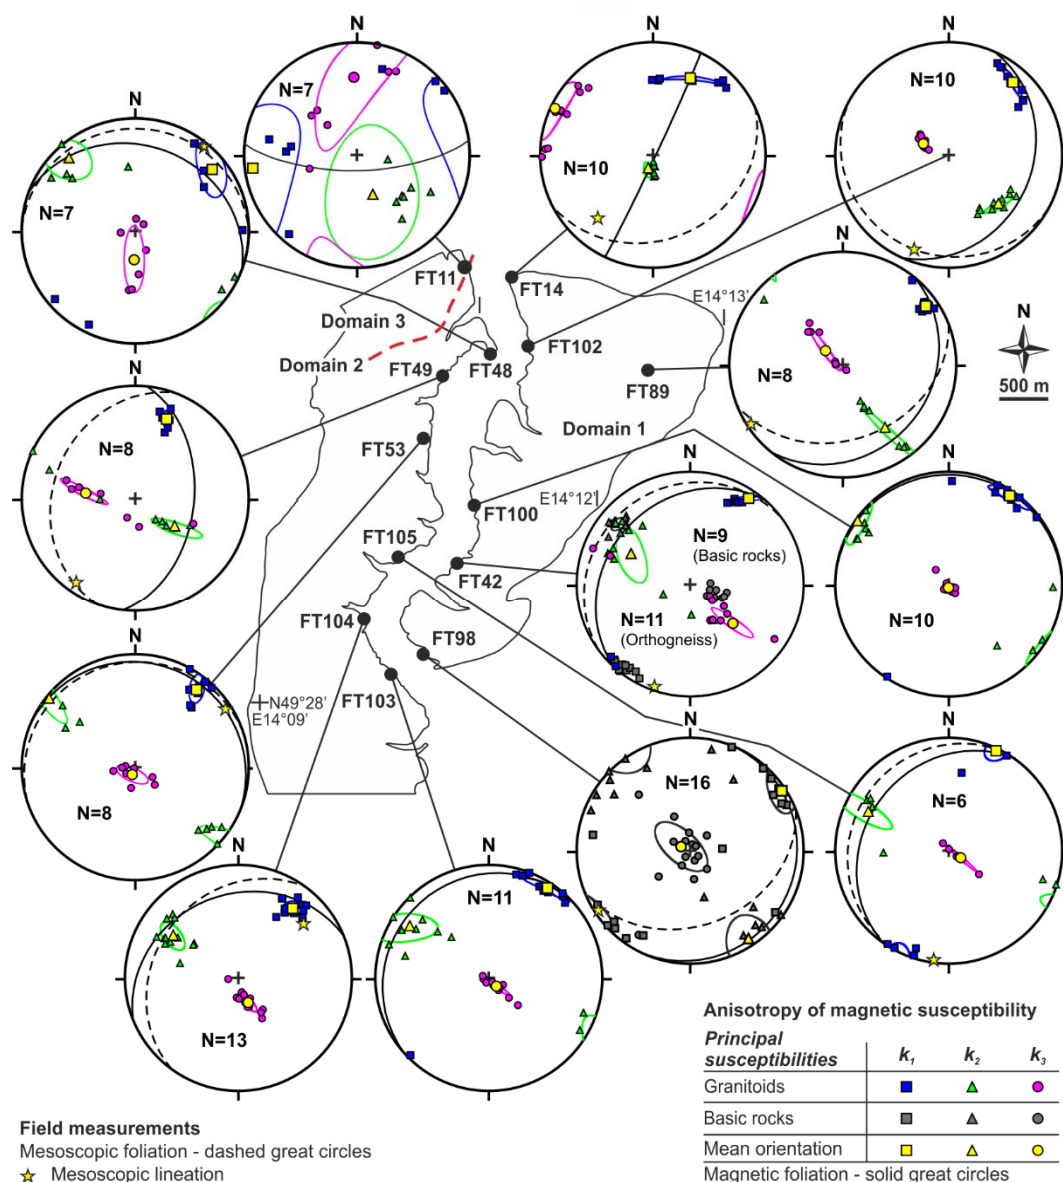 N
N
N
N
N=7
N=10
N=10
N
N=7
N
FT11
FT14
E14°13'
N
500 m
Domain 3
FT102
Domain 2
FT49
FT48
FT89
N=8
N
N=8
Domain 1
FT53
N
N
E14°12'
FT100
N=9
(Basic rocks)
FT105
FT42
N=11
(Orthogneiss)
N=10
FT104
N
FT98
FT103
N49°28'
E14°09'
N
N
N=16
N=6
N=8
N
N
N=11
N=13
Anisotropy of magnetic susceptibility
Principal susceptibilities k1 k2 k3
Granitoids
Basic rocks
Mean orientation
Magnetic foliation - solid great circles
Field measurements
Mesoscopic foliation - dashed great circles
Mesoscopic lineation